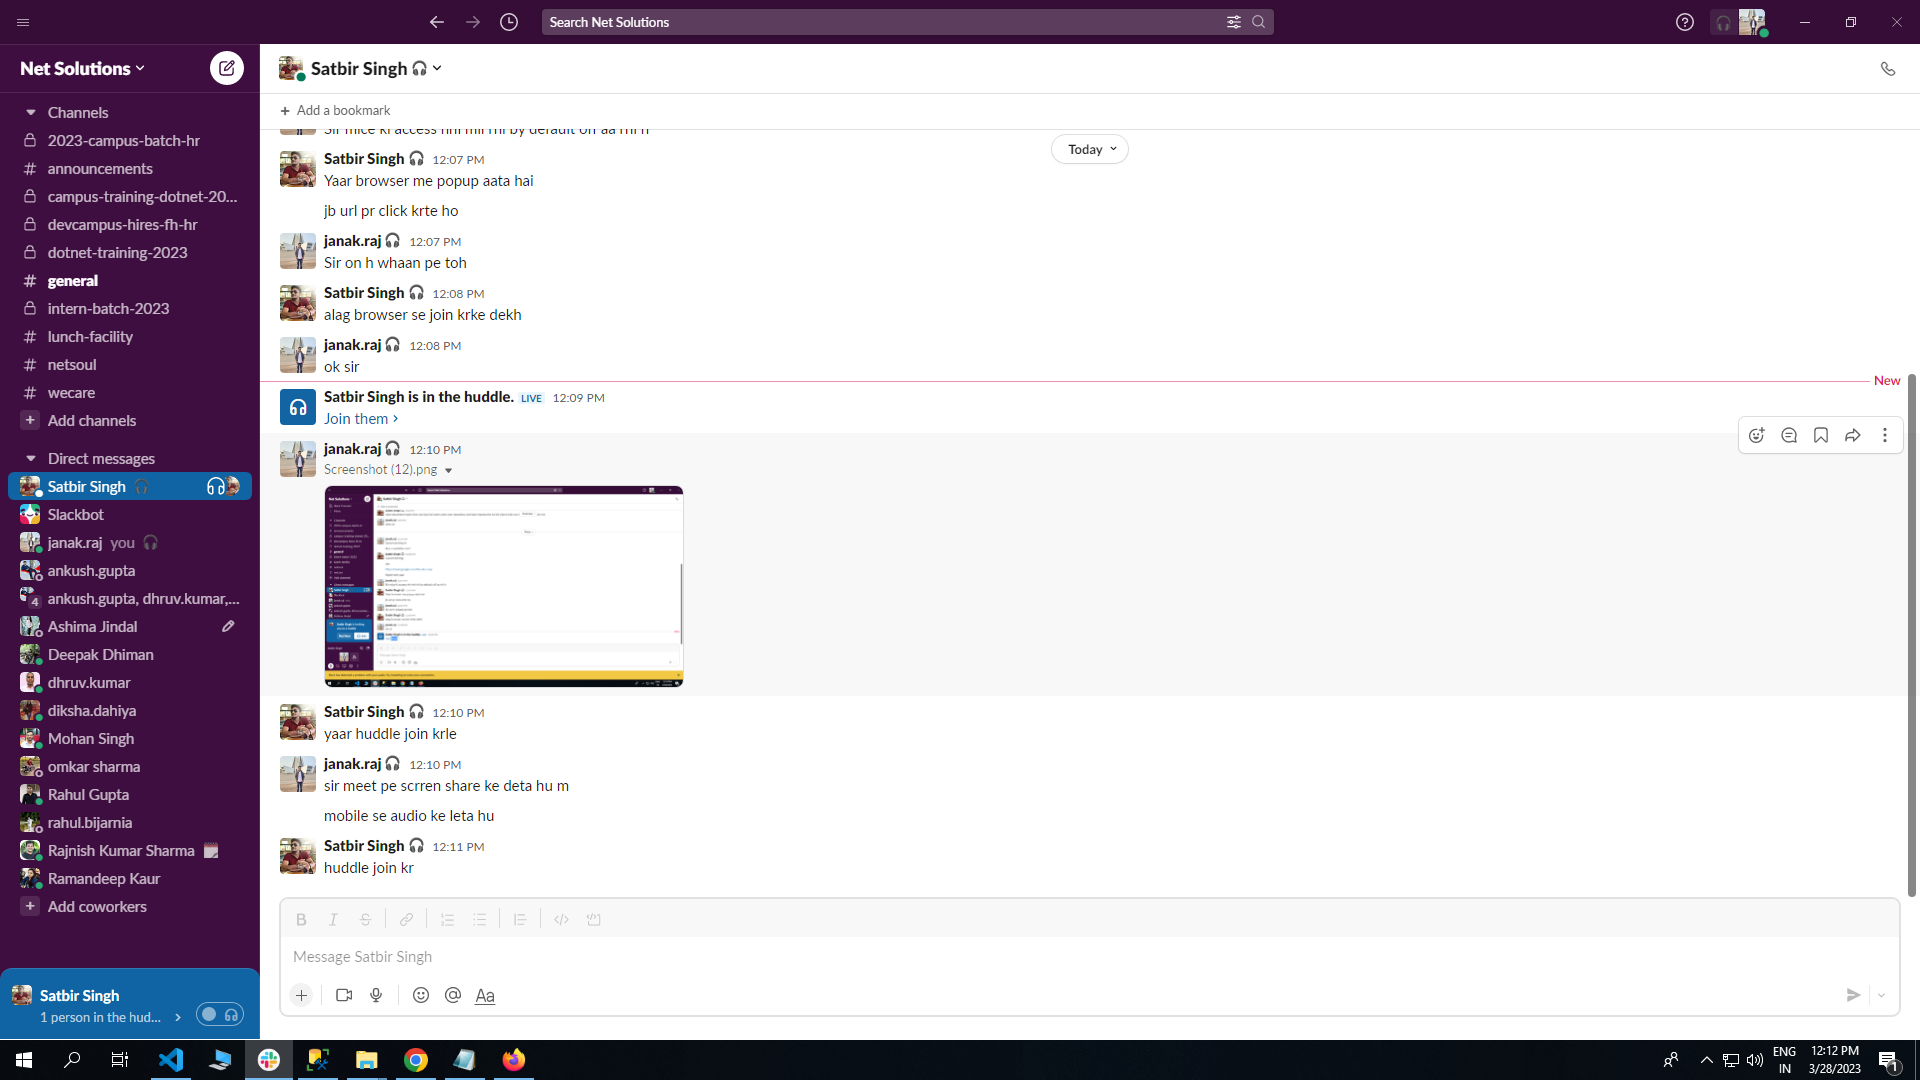 Search Net Solutions
Net Solutions
Channels
2023-campus-batch-hr
announcements
campus-training-dotnet-20...
devcampus-hires-fh-hr
dotnet-training-2023
general
intern-batch-2023
lunch-facility
netsoul
wecare
Add channels
Direct messages
Satbir Singh
Slackbot
janak.raj you
ankush.gupta
4 ankush.gupta, dhruv.kumar,...
Ashima Jindal
Deepak Dhiman
dhruv.kumar
diksha.dahiya
Mohan Singh
omkar sharma
Rahul Gupta
rahul.bijarnia
Rajnish Kumar Sharma
Ramandeep Kaur
Add coworkers
Satbir Singh
1 person in the hud...
Satbir Singh
Add a bookmark
Today
Satbir Singh 12:07 PM
Yaar browser me popup aata hai
jb url pr click krte ho
janak.raj 12:07 PM
Sir on h whaan pe toh
Satbir Singh 12:08 PM
alag browser se join krke dekh
janak.raj 12:08 PM
ok sir
New
Satbir Singh is in the huddle. LIVE 12:09 PM
Join them
janak.raj 12:10 PM
Screenshot (12).png
Satbir Singh 12:10 PM
yaar huddle join krle
janak.raj 12:10 PM
sir meet pe scrren share ke deta hu m
mobile se audio ke leta hu
Satbir Singh 12:11 PM
huddle join kr
B I S
Message Satbir Singh
Aa
ENG
IN
12:12 PM
3/28/2023
1